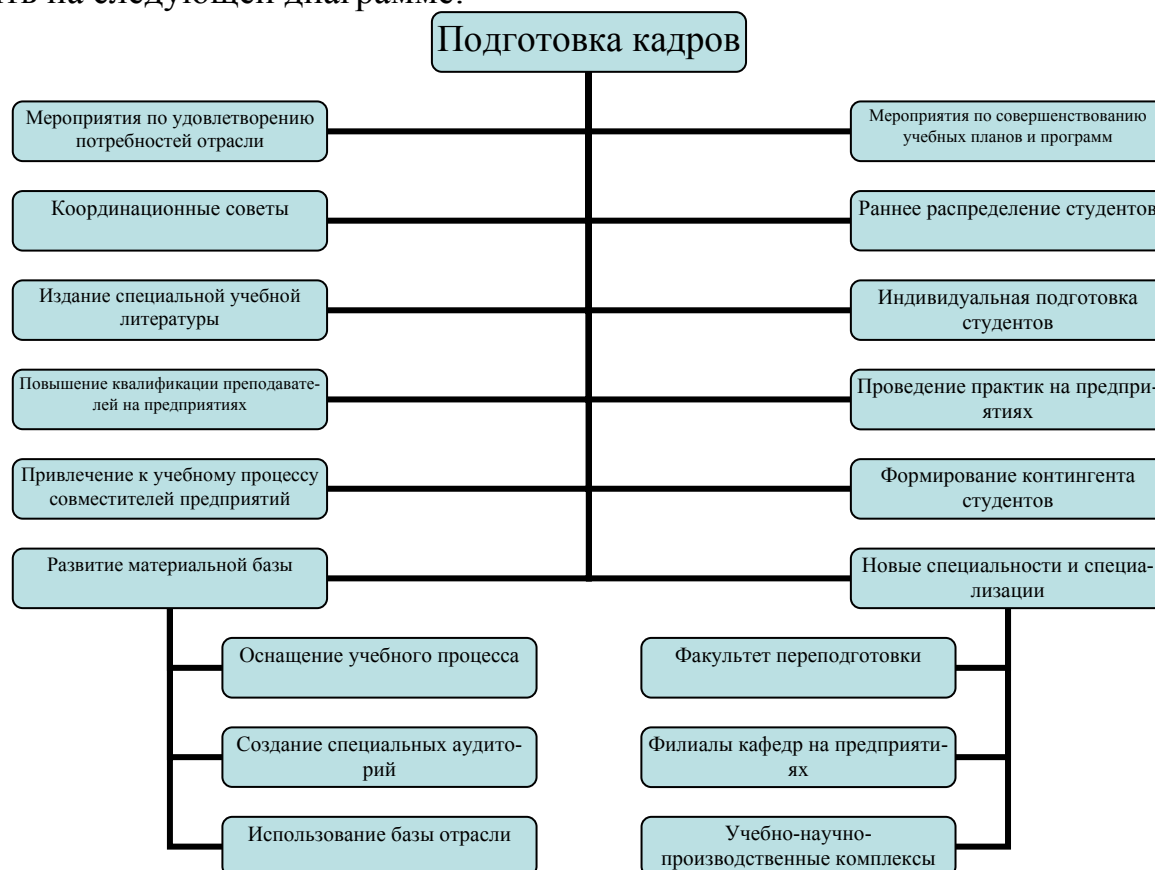 ть на следующей диаграмме:
Подготовка кадров
Мероприятия по удовлетворению
потребностей отрасли
Мероприятия по совершенствованию
учебных планов и программ
Координационные советы
Раннее распределение студентов
Издание специальной учебной
литературы
Индивидуальная подготовка
студентов
Повышение квалификации преподавате-
лей на предприятиях
Проведение практик на предпри-
ятиях
Привлечение к учебному процессу
совместителей предприятий
Формирование контингента
студентов
Развитие материальной базы
Новые специальности и специа-
лизации
Оснащение учебного процесса
Факультет переподготовки
Создание специальных аудито-
рий
Филиалы кафедр на предприяти-
ях
Использование базы отрасли
Учебно-научно-
производственные комплексы